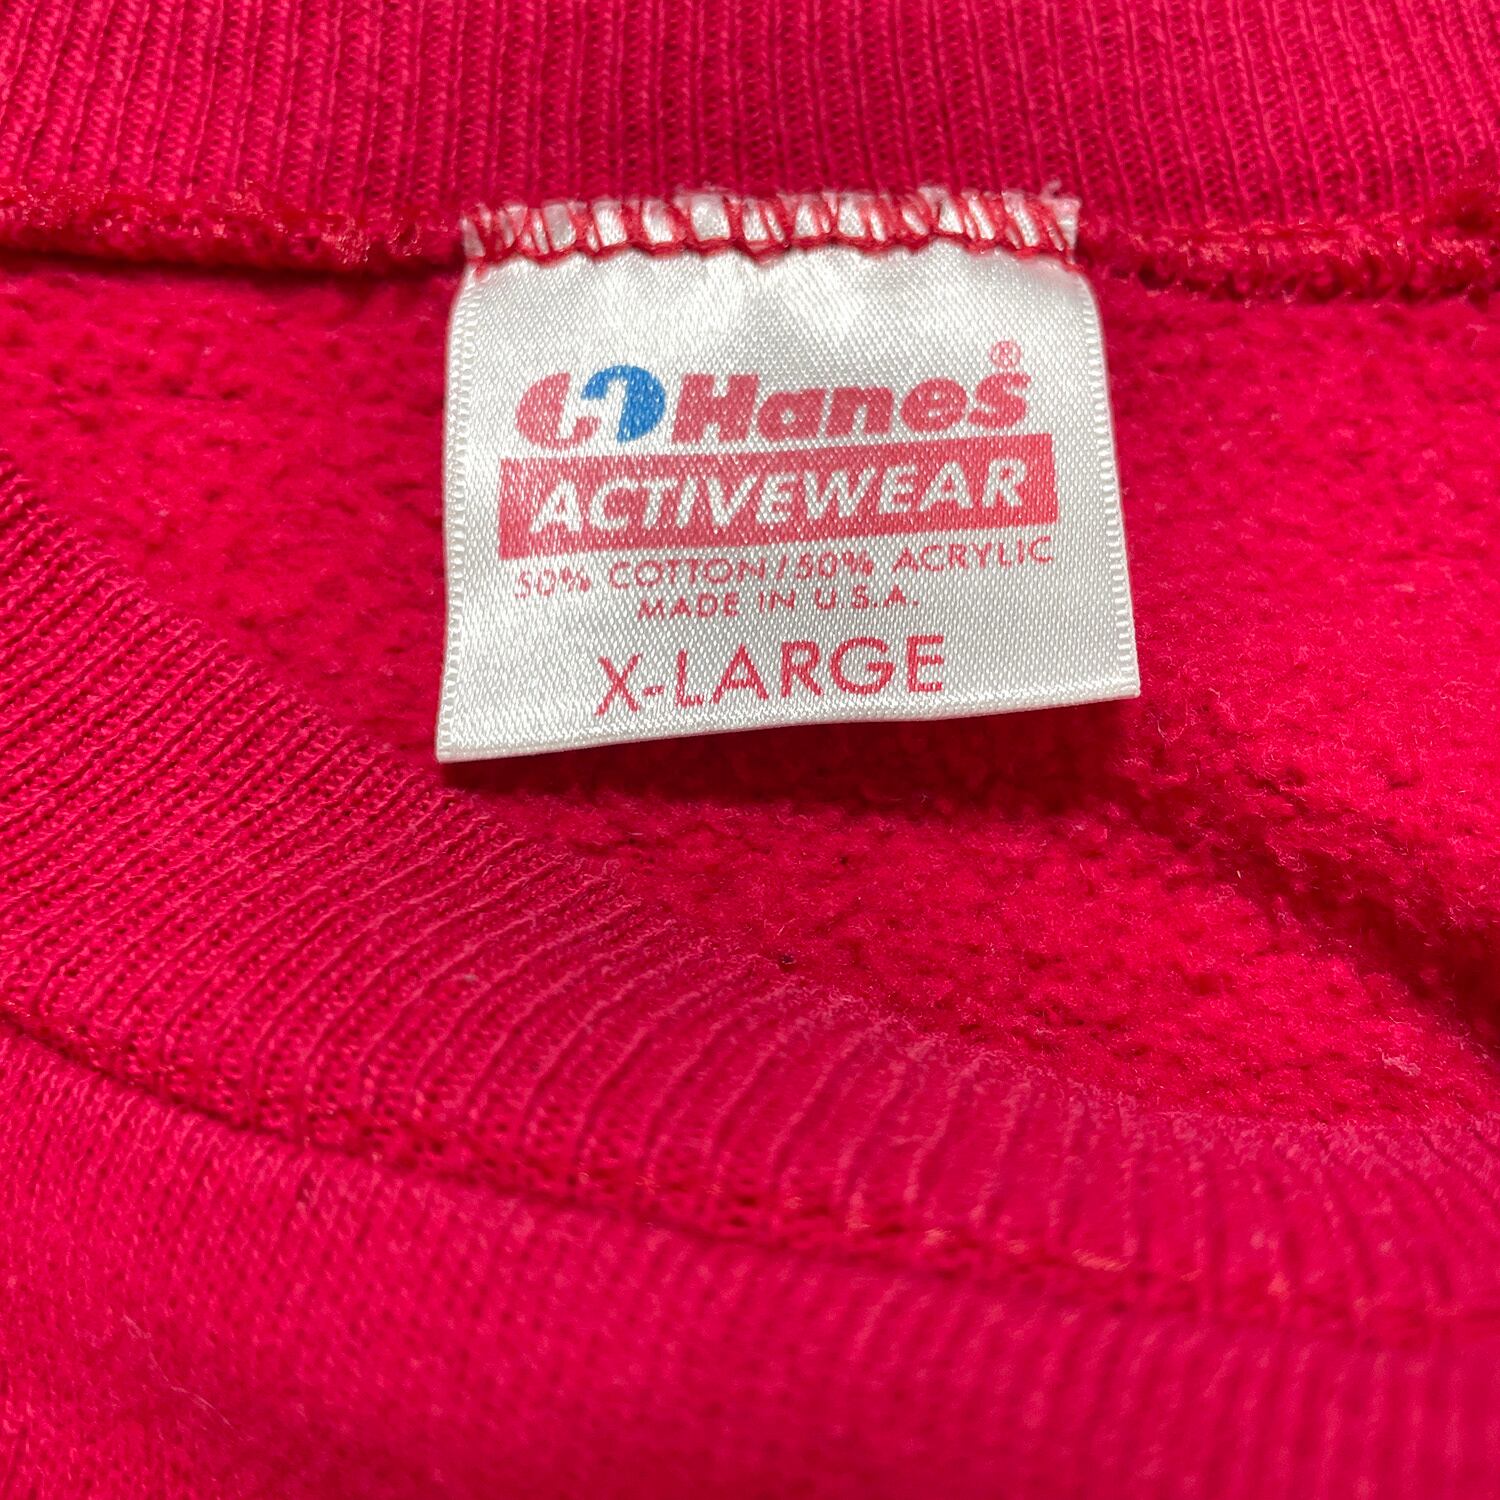 Hanes®
ACTIVEWEAR
50% COTTON/50% ACRYLIC
MADE IN U.S.A.
X-LARGE